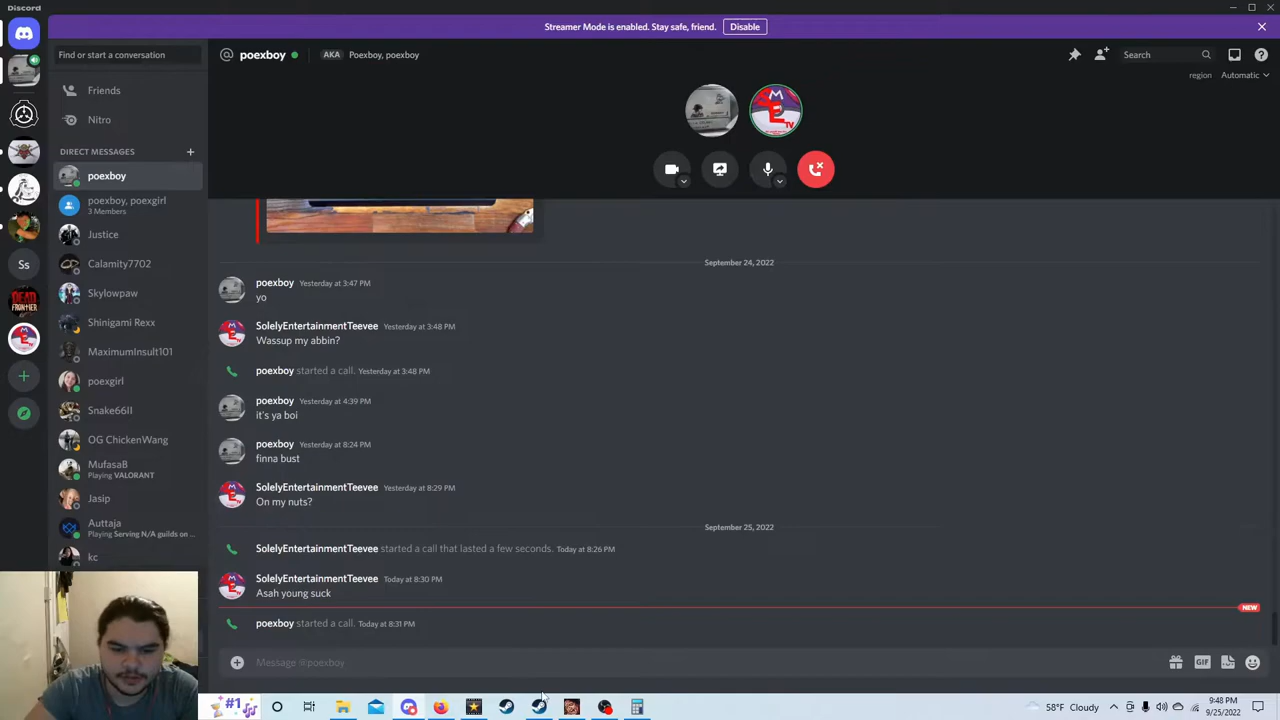 Discord
Streamer Mode is enabled. Stay safe, friend. Disable
Find or start a conversation
poexboy AKA Poexboy, poexboy
Search
region Automatic
Friends
Nitro
DIRECT MESSAGES
poexboy
poexboy, poexgirl
3 Members
Justice
Calamity7702
Skylowpaw
Shinigami Rexx
MaximumInsult101
poexgirl
Snake66II
OG ChickenWang
MufasaB
Playing VALORANT
Jasip
Auttaja
Playing Serving N/A guilds on ...
kc
Ss
DEAD
FRONTIER
September 24, 2022
poexboy Yesterday at 3:47 PM
yo
SolelyEntertainmentTeevee Yesterday at 3:48 PM
Wassup my abbin?
poexboy started a call. Yesterday at 3:48 PM
poexboy Yesterday at 4:39 PM
it's ya boi
poexboy Yesterday at 8:24 PM
finna bust
SolelyEntertainmentTeevee Yesterday at 8:29 PM
On my nuts?
September 25, 2022
SolelyEntertainmentTeevee started a call that lasted a few seconds. Today at 8:26 PM
SolelyEntertainmentTeevee Today at 8:30 PM
Asah young suck
NEW
poexboy started a call. Today at 8:31 PM
Message @poexboy
GIF
#1
58°F Cloudy
9:48 PM
9/25/2022